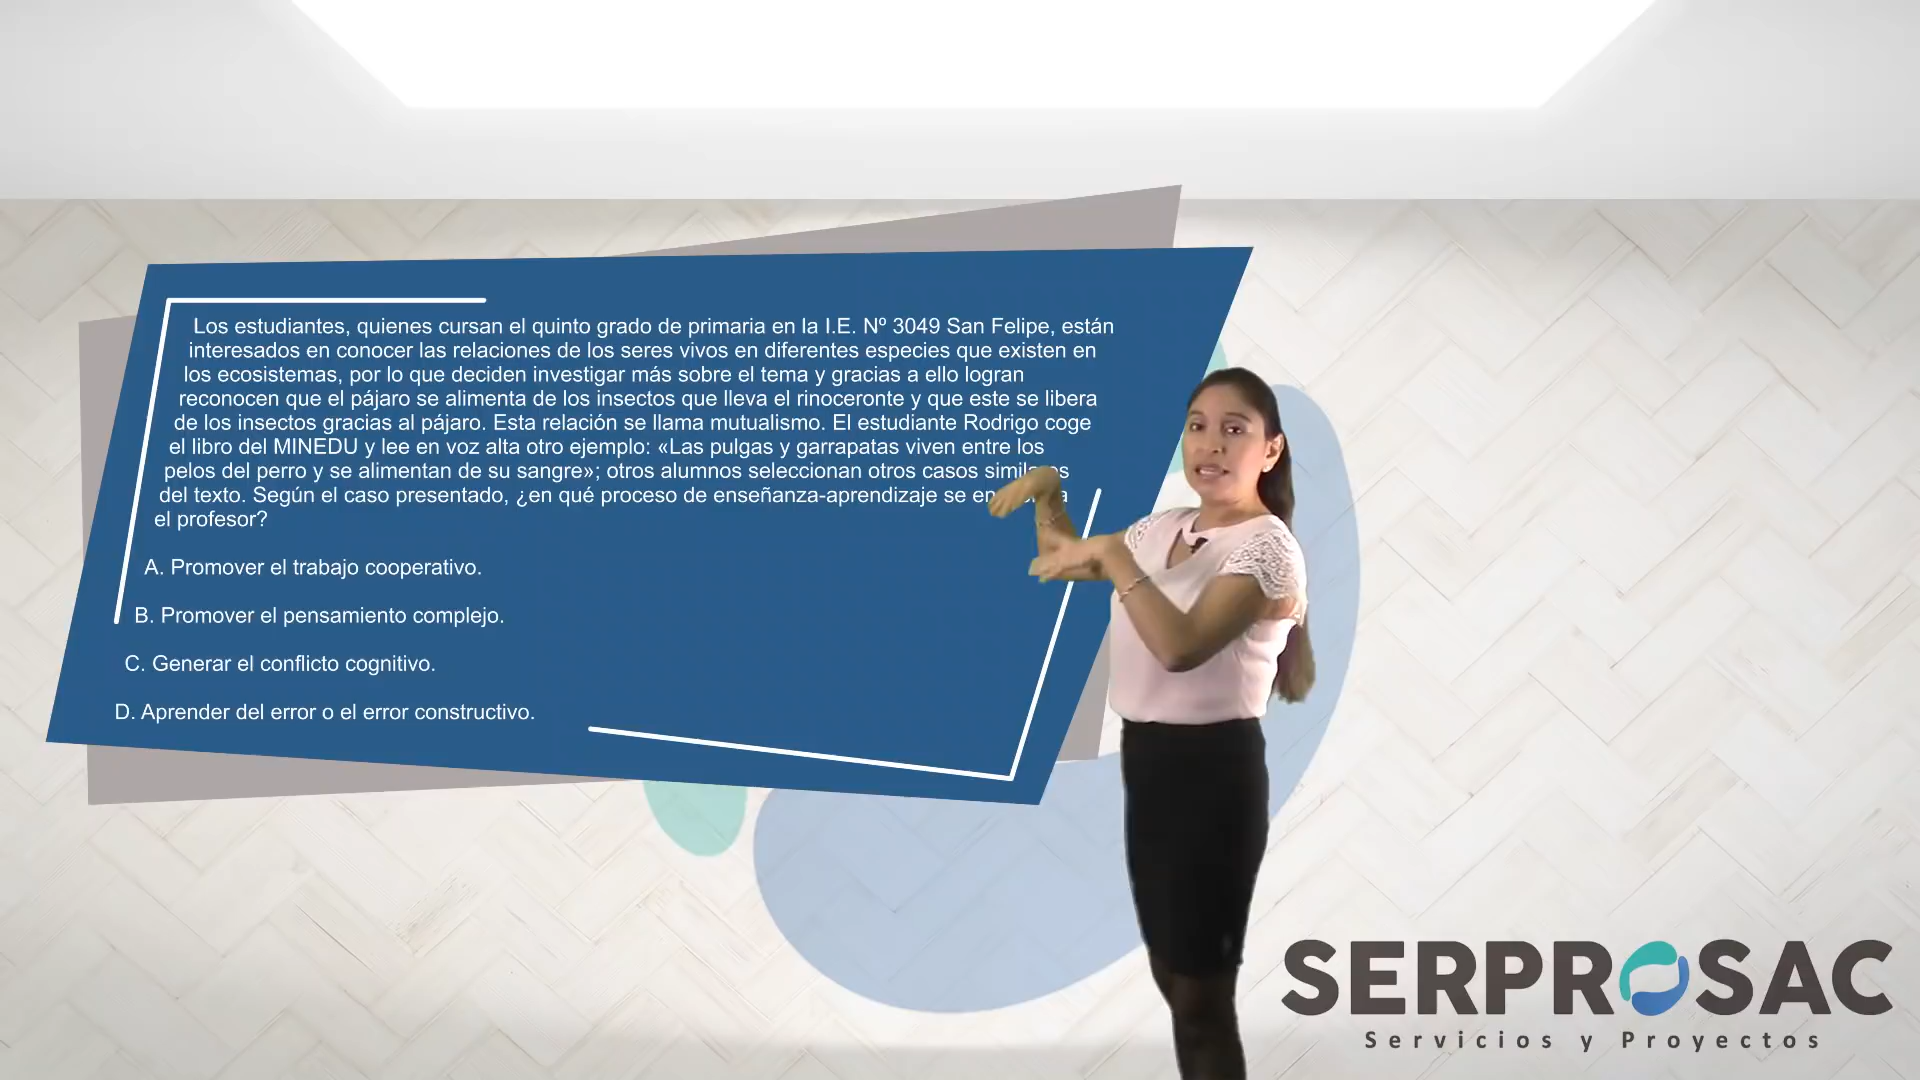 Los estudiantes, quienes cursan el quinto grado de primaria en la I.E. Nº 3049 San Felipe, están
interesados en conocer las relaciones de los seres vivos en diferentes especies que existen en
los ecosistemas, por lo que deciden investigar más sobre el tema y gracias a ello logran
reconocen que el pájaro se alimenta de los insectos que lleva el rinoceronte y que este se libera
de los insectos gracias al pájaro. Esta relación se llama mutualismo. El estudiante Rodrigo coge
el libro del MINEDU y lee en voz alta otro ejemplo: «Las pulgas y garrapatas viven entre los
pelos del perro y se alimentan de su sangre»; otros alumnos seleccionan otros casos
del texto. Según el caso presentado, ¿en qué proceso de enseñanza-aprendizaje se
el profesor?
A. Promover el trabajo cooperativo.
B. Promover el pensamiento complejo.
C. Generar el conflicto cognitivo.
D. Aprender del error o el error constructivo.
SERPROSAC
Servicios y Proyectos